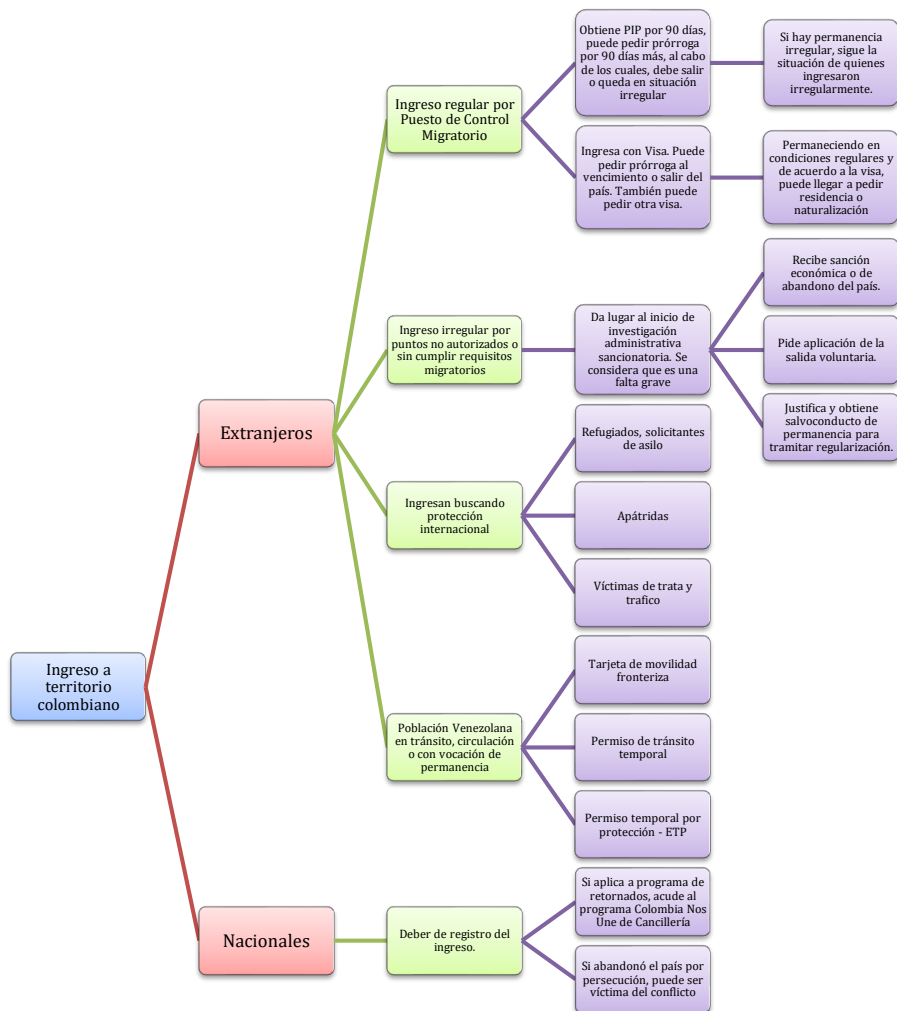 Ingreso a
territorio
colombiano
Extranjeros
Ingreso regular por
Puesto de Control
Migratorio
Obtiene PIP por 90 días,
puede pedir prórroga
por 90 días más, al cabo
de los cuales, debe salir
o queda en situación
irregular
Si hay permanencia
irregular, sigue la
situación de quienes
ingresaron
irregularmente.
Ingresa con Visa. Puede
pedir prórroga al
vencimiento o salir del
país. También puede
pedir otra visa.
Permaneciendo en
condiciones regulares y
de acuerdo a la visa,
puede llegar a pedir
residencia o
naturalización
Ingreso irregular por
puntos no autorizados o
sin cumplir requisitos
migratorios
Da lugar al inicio de
investigación
administrativa
sancionatoria. Se
considera que es una
falta grave
Recibe sanción
económica o de
abandono del país.
Pide aplicación de la
salida voluntaria.
Justifica y obtiene
salvoconducto de
permanencia para
tramitar regularización.
Ingresan buscando
protección
internacional
Refugiados, solicitantes
de asilo
Apátridas
Víctimas de trata y
trafico
Población Venezolana
en tránsito, circulación
o con vocación de
permanencia
Tarjeta de movilidad
fronteriza
Permiso de tránsito
temporal
Permiso temporal por
protección - ETP
Nacionales
Deber de registro del
ingreso.
Si aplica a programa de
retornados, acude al
programa Colombia Nos
Une de Cancillería
Si abandonó el país por
persecución, puede ser
víctima del conflicto